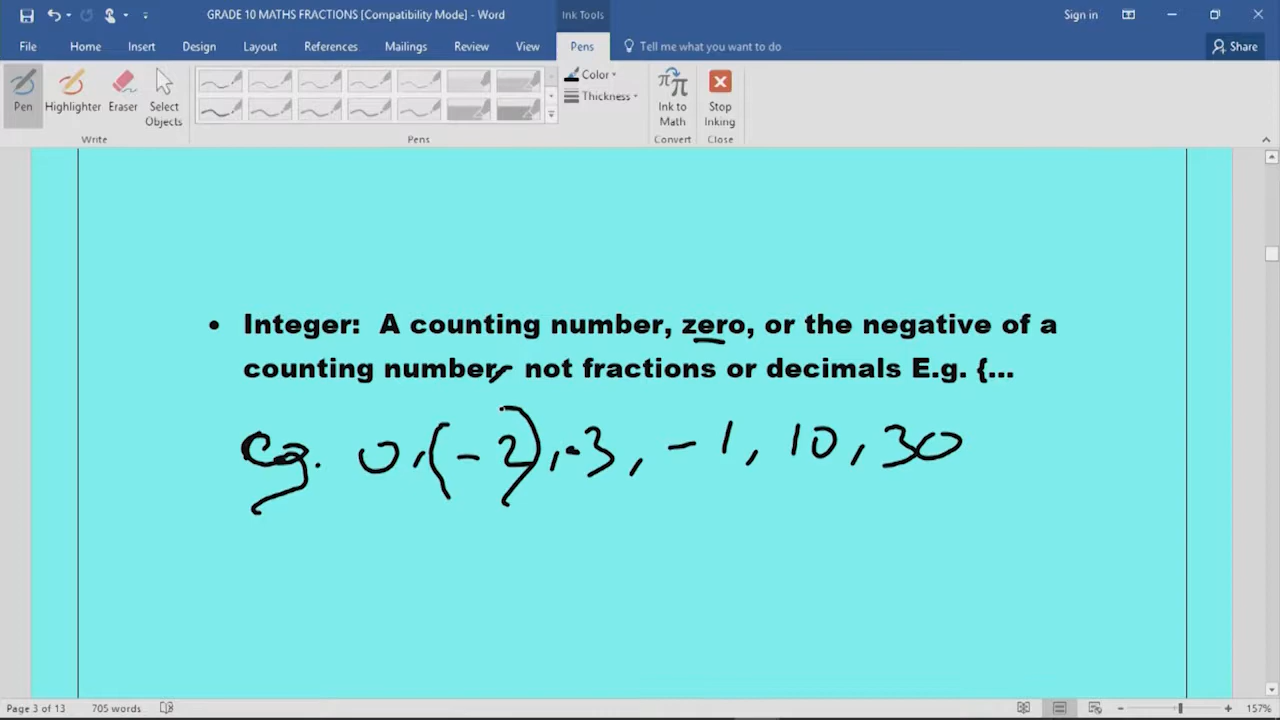 GRADE 10 MATHS FRACTIONS [Compatibility Mode] - Word
Ink Tools
Sign in
File Home Insert Design Layout References Mailings Review View Pens Tell me what you want to do Share
Pen Highlighter Eraser Select Objects
Color
Thickness
Ink to Math
Stop Inking
Write Pens Convert Close
• Integer: A counting number, zero, or the negative of a
counting number, not fractions or decimals E.g. {...
eg. 0, (-2), -3, -1, 10, 30
Page 3 of 13 705 words 157%